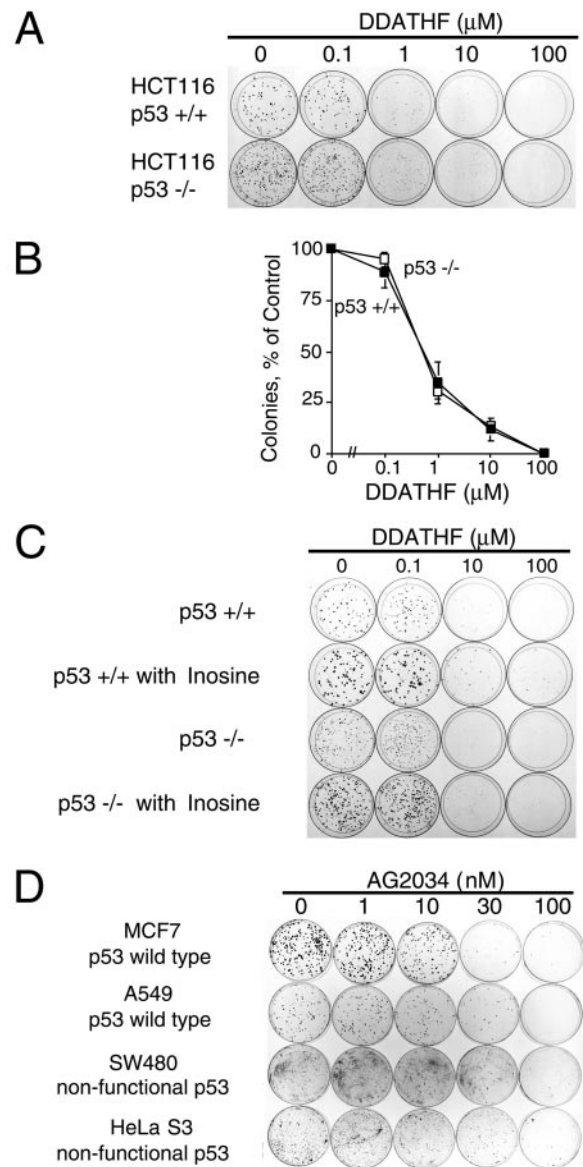 A
DDATHF (μM)
0 0.1 1 10 100
HCT116
p53 +/+
HCT116
p53 -/-
B
100
75
50
25
0
Colonies, % of Control
p53 -/-
p53 +/+
0 // 0.1 1 10 100
DDATHF (μM)
C
DDATHF (μM)
0 0.1 10 100
p53 +/+
p53 +/+ with Inosine
p53 -/-
p53 -/- with Inosine
D
AG2034 (nM)
0 1 10 30 100
MCF7
p53 wild type
A549
p53 wild type
SW480
non-functional p53
HeLa S3
non-functional p53